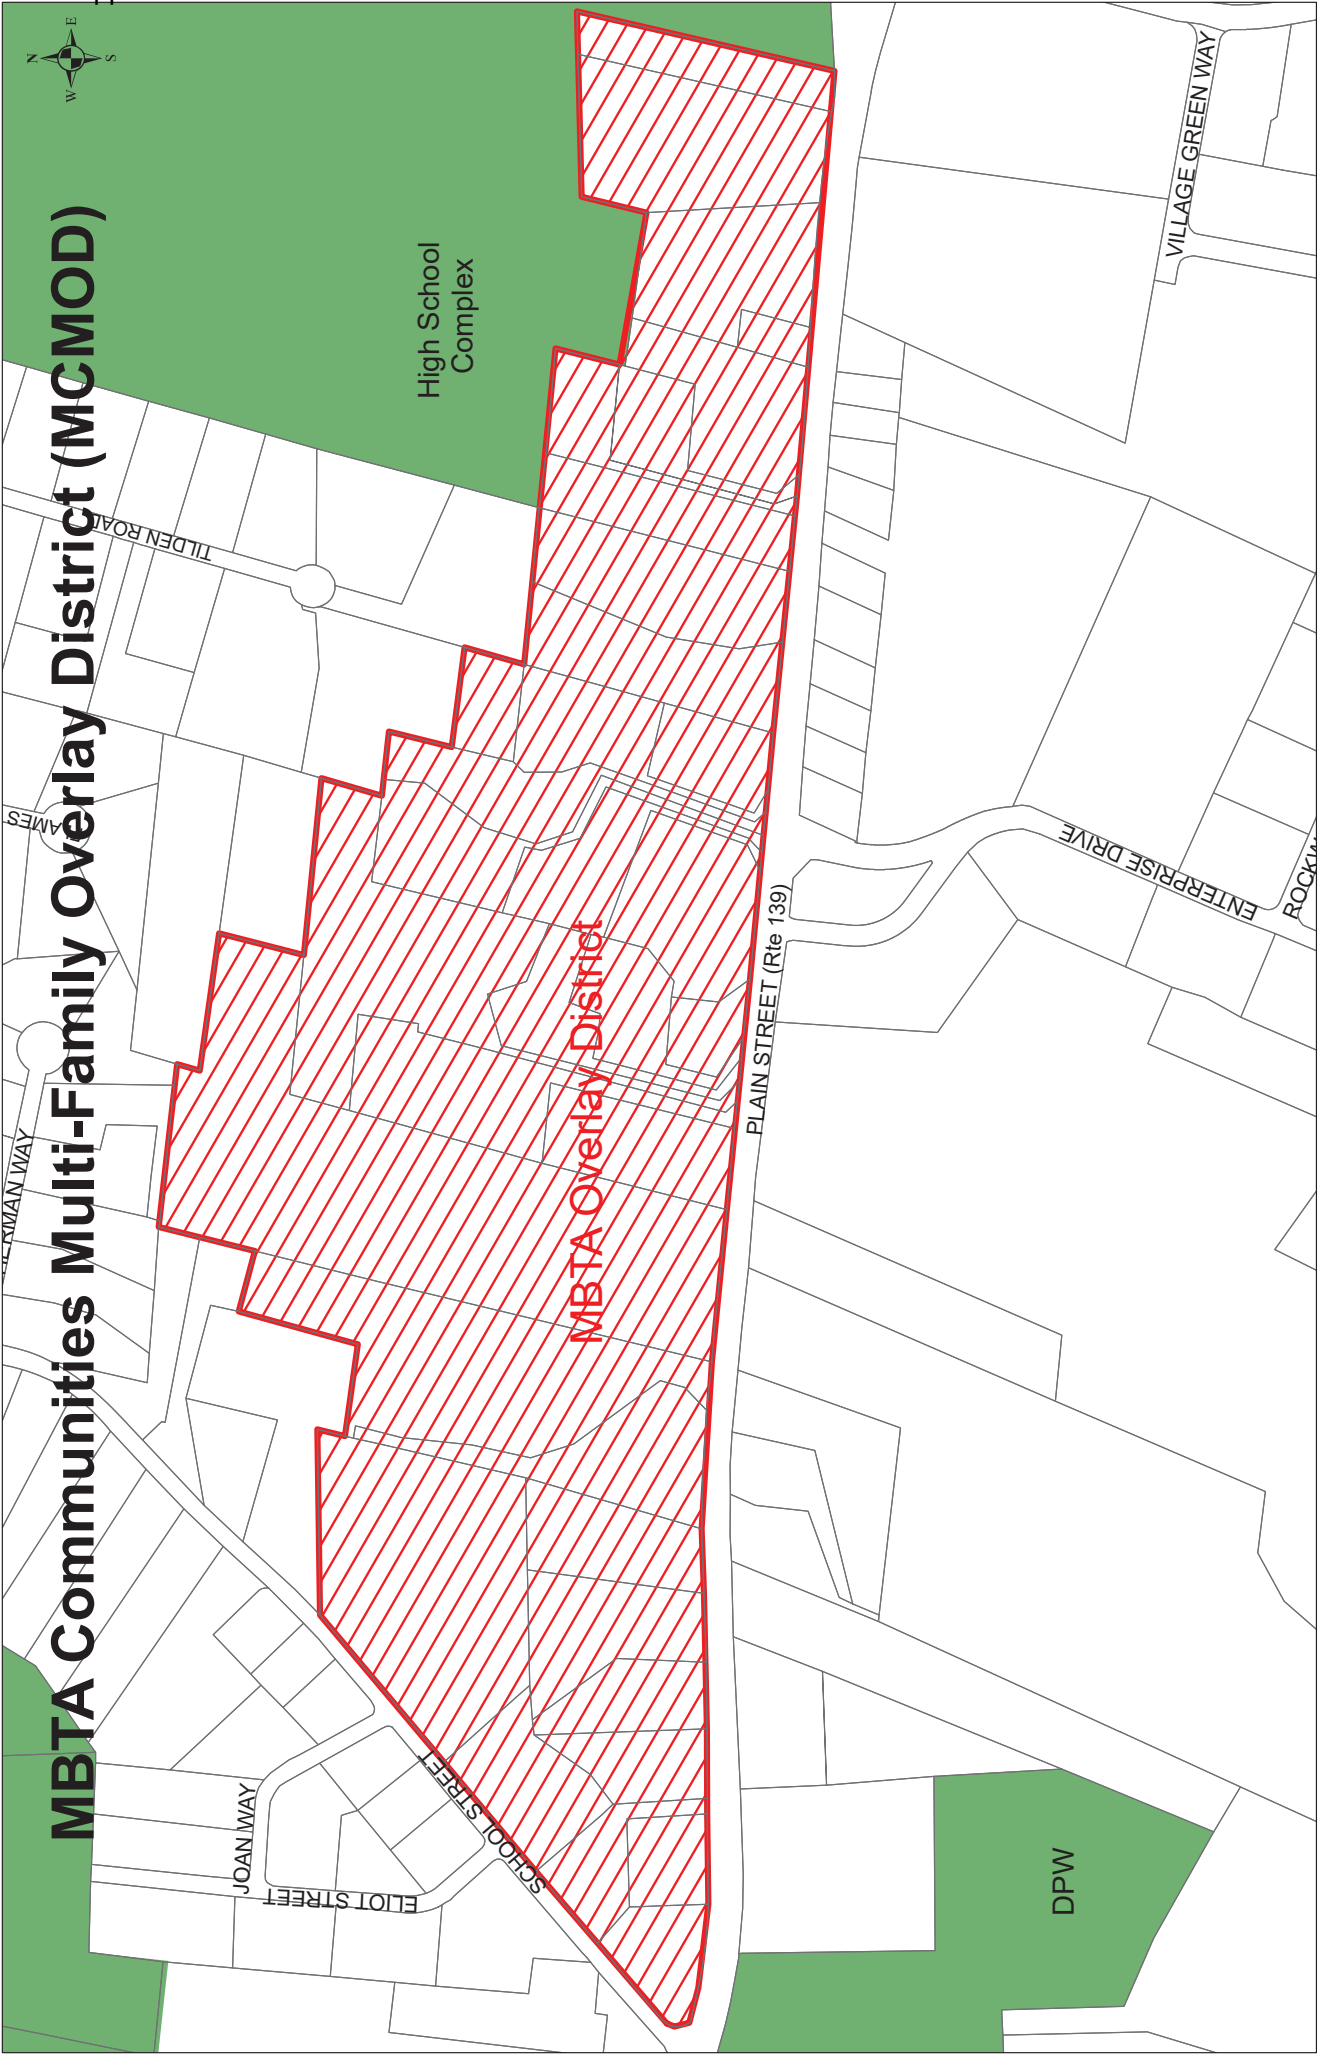 MBTA Communities Multi-Family Overlay District (MCMOD)
N
E
S
W
High School
Complex
TILDEN ROAD
JOAN WAY
ELIOT STREET
SCHOOL STREET
MBTA Overlay District
PLAIN STREET (Rte 139)
VILLAGE GREEN WAY
ENTERPRISE DRIVE
DPW